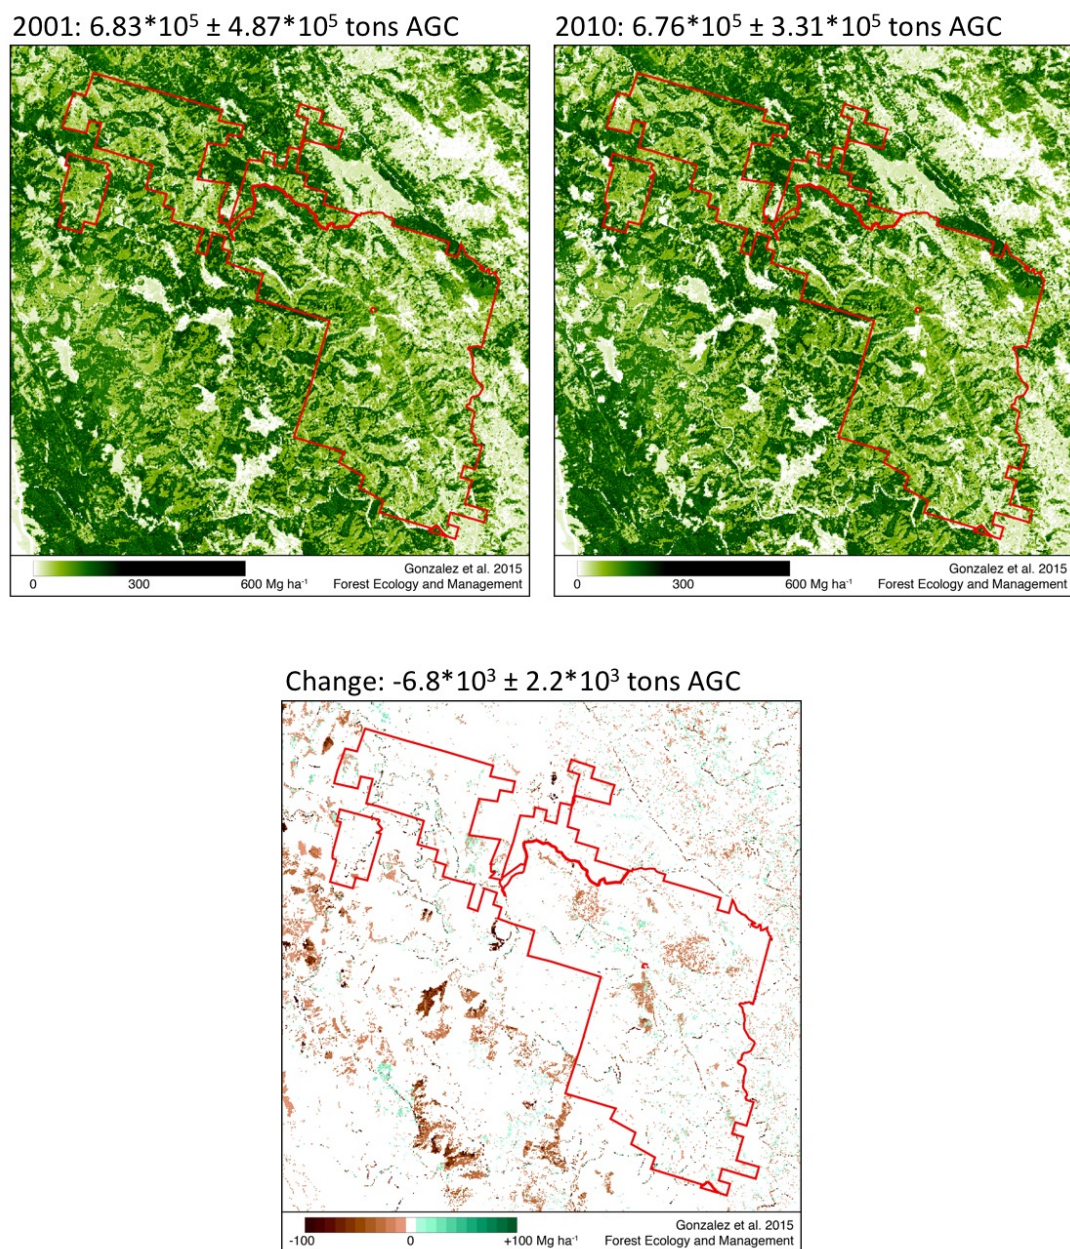 2001: 6.83*10⁵ ± 4.87*10⁵ tons AGC
2010: 6.76*10⁵ ± 3.31*10⁵ tons AGC
0 300 600 Mg ha⁻¹
Gonzalez et al. 2015
Forest Ecology and Management
0 300 600 Mg ha⁻¹
Gonzalez et al. 2015
Forest Ecology and Management
Change: -6.8*10³ ± 2.2*10³ tons AGC
-100 0 +100 Mg ha⁻¹
Gonzalez et al. 2015
Forest Ecology and Management